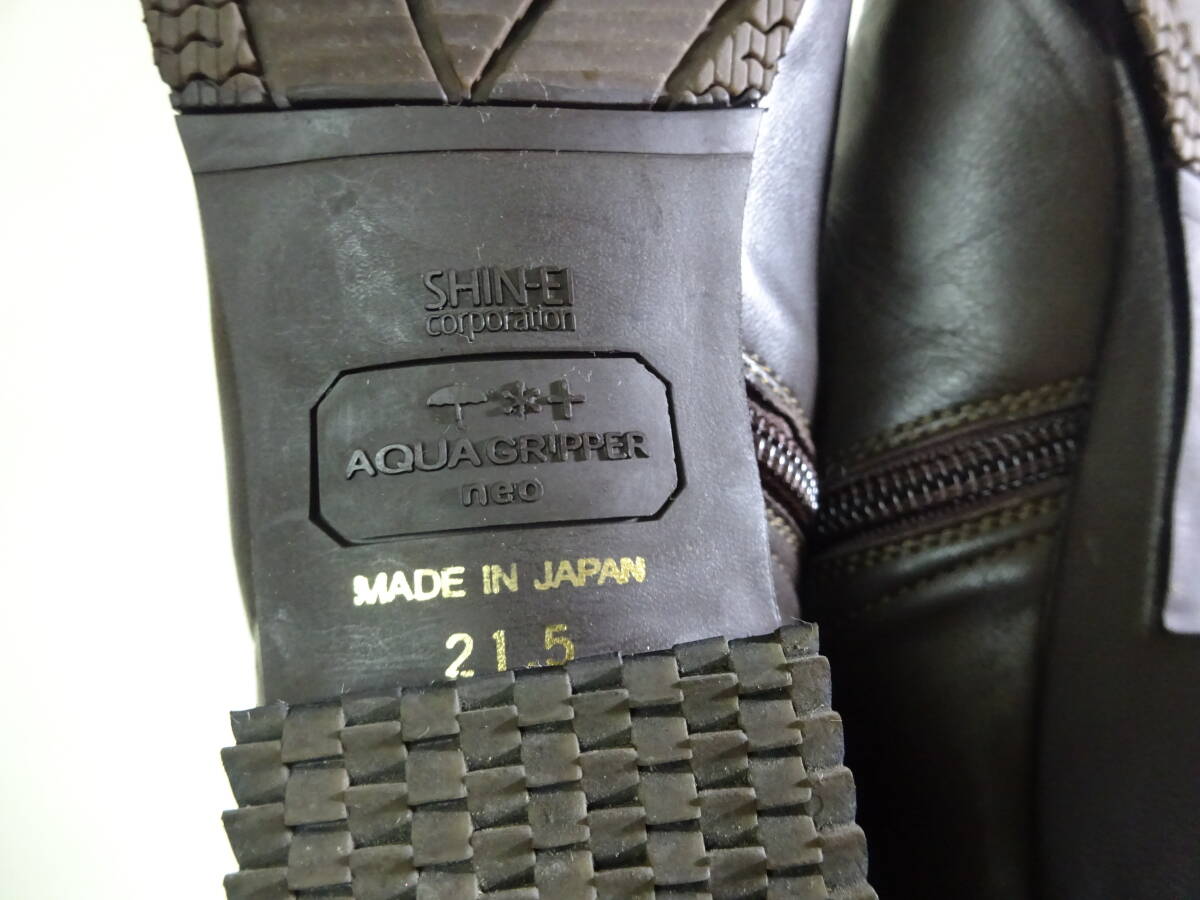 SHIN-EI
corporation
AQUA GRIPPER
neo
MADE IN JAPAN
21.5